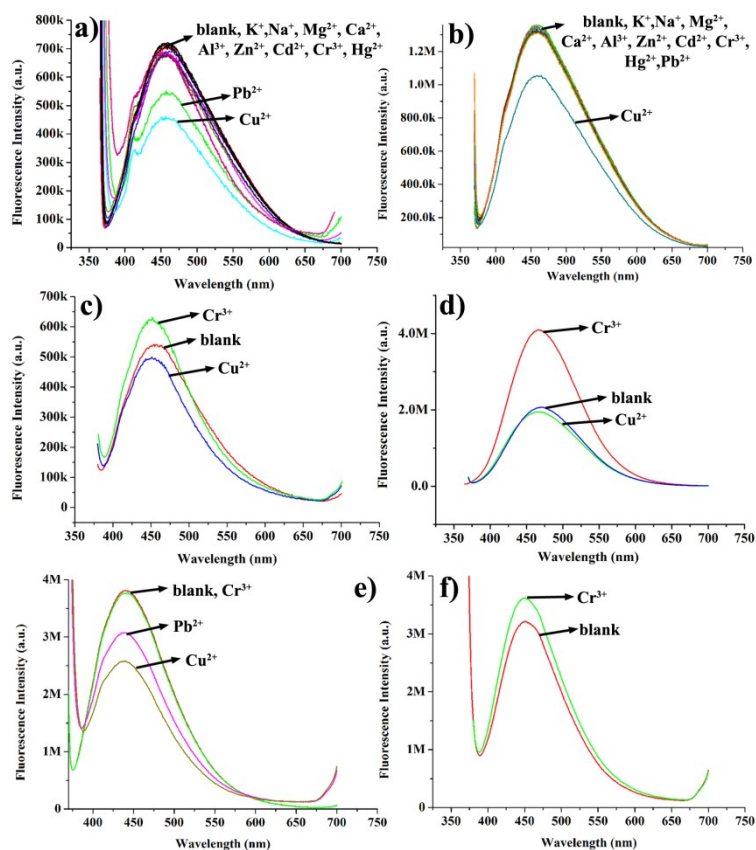 a)
blank, K⁺,Na⁺, Mg²⁺, Ca²⁺,
Al³⁺, Zn²⁺, Cd²⁺, Cr³⁺, Hg²⁺
Pb²⁺
Cu²⁺
800k
700k
600k
500k
400k
300k
200k
100k
0
Fluorescence Intensity (a.u.)
350 400 450 500 550 600 650 700
Wavelength (nm)
b)
blank, K⁺,Na⁺, Mg²⁺,
Ca²⁺, Al³⁺, Zn²⁺, Cd²⁺, Cr³⁺,
Hg²⁺,Pb²⁺
Cu²⁺
1.2M
1.0M
800.0k
600.0k
400.0k
200.0k
Fluorescence Intensity (a.u.)
350 400 450 500 550 600 650 700
Wavelength (nm)
c)
Cr³⁺
blank
Cu²⁺
700k
600k
500k
400k
300k
200k
100k
0
Fluorescence Intensity (a.u.)
350 400 450 500 550 600 650 700
Wavelength (nm)
d)
Cr³⁺
blank
Cu²⁺
4.0M
2.0M
0.0
Fluorescence Intensity (a.u.)
350 400 450 500 550 600 650 700
Wavelength (nm)
e)
blank, Cr³⁺
Pb²⁺
Cu²⁺
4M
3M
2M
1M
0
Fluorescence Intensity (a.u.)
400 450 500 550 600 650 700 750
Wavelength (nm)
f)
Cr³⁺
blank
4M
3M
2M
1M
0
Fluorescence Intensity (a.u.)
400 450 500 550 600 650 700 750
Wavelength (nm)